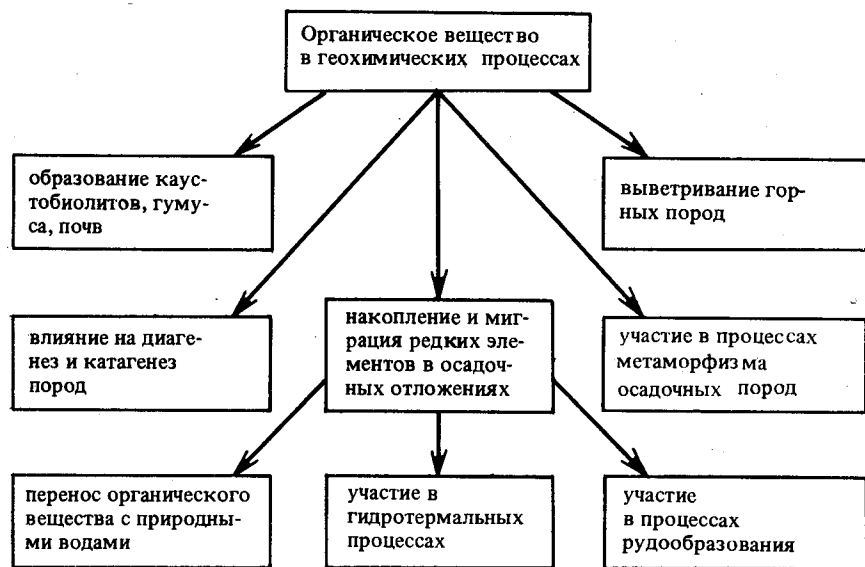 Органическое вещество
в геохимических процессах
образование каус-
тобиолитов, гуму-
са, почв
выветривание гор-
ных пород
влияние на диаге-
нез и катагенез
пород
накопление и миг-
рация редких эле-
ментов в осадоч-
ных отложениях
участие в процессах
метаморфизма
осадочных пород
перенос органического
вещества с природны-
ми водами
участие в
гидротермальных
процессах
участие
в процессах
рудообразования